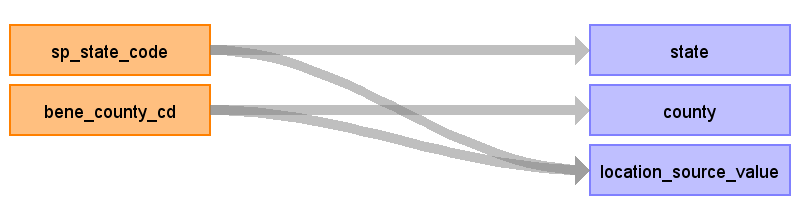 sp_state_code
state
bene_county_cd
county
location_source_value